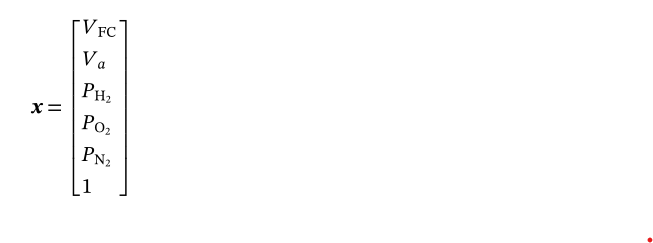 x = [V_FC
V_a
P_H₂
P_O₂
P_N₂
1]